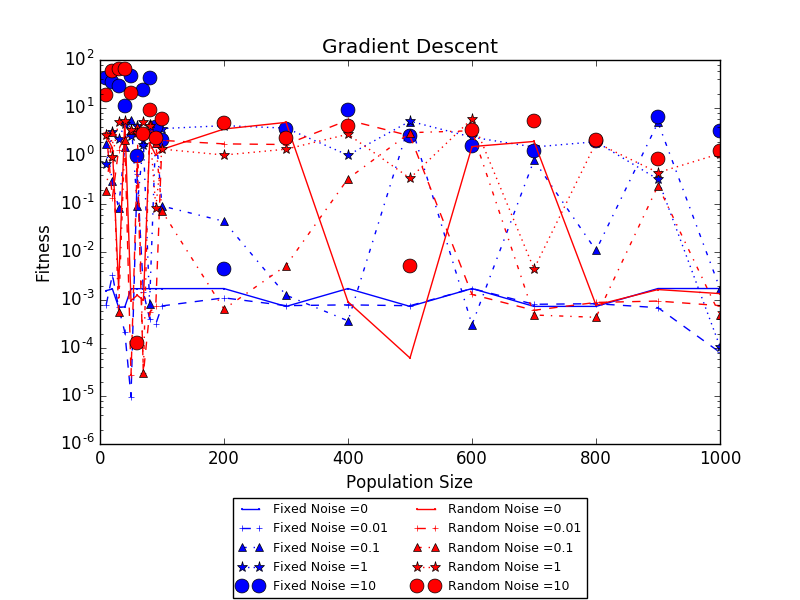 Gradient Descent
Fitness
10^2
10^1
10^0
10^-1
10^-2
10^-3
10^-4
10^-5
10^-6
0 200 400 600 800 1000
Population Size
Fixed Noise =0 Random Noise =0
Fixed Noise =0.01 Random Noise =0.01
Fixed Noise =0.1 Random Noise =0.1
Fixed Noise =1 Random Noise =1
Fixed Noise =10 Random Noise =10